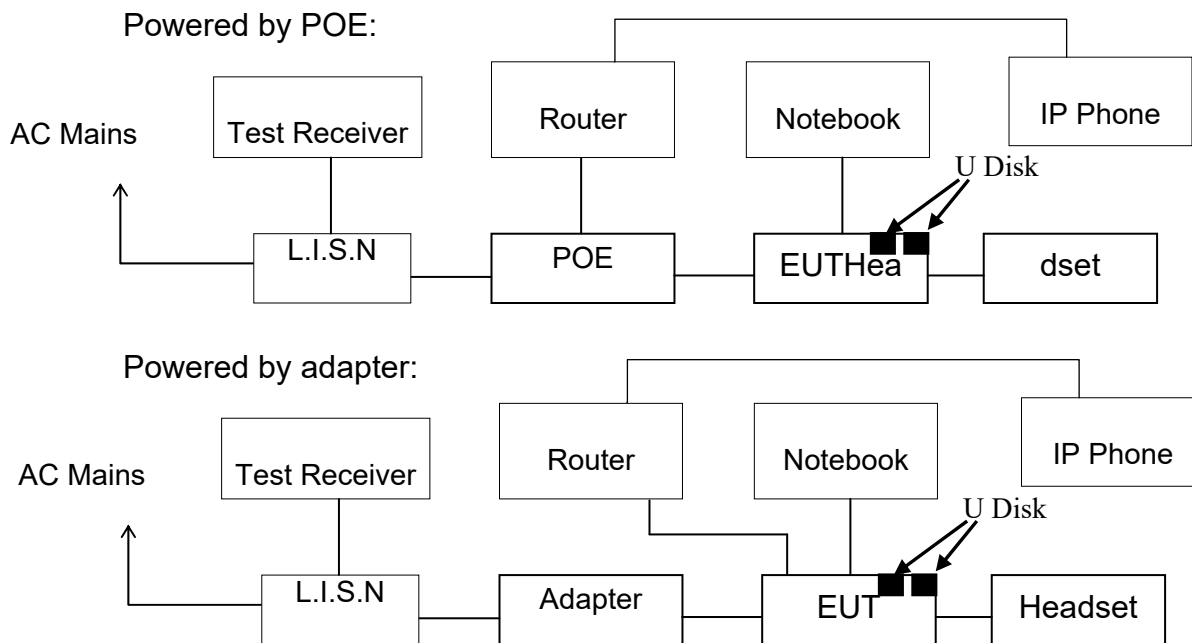 Powered by POE:
Router
Notebook
IP Phone
Test Receiver
AC Mains
U Disk
L.I.S.N
POE
EUTHea
dset
Powered by adapter:
Router
Notebook
IP Phone
Test Receiver
AC Mains
U Disk
L.I.S.N
Adapter
EUT
Headset